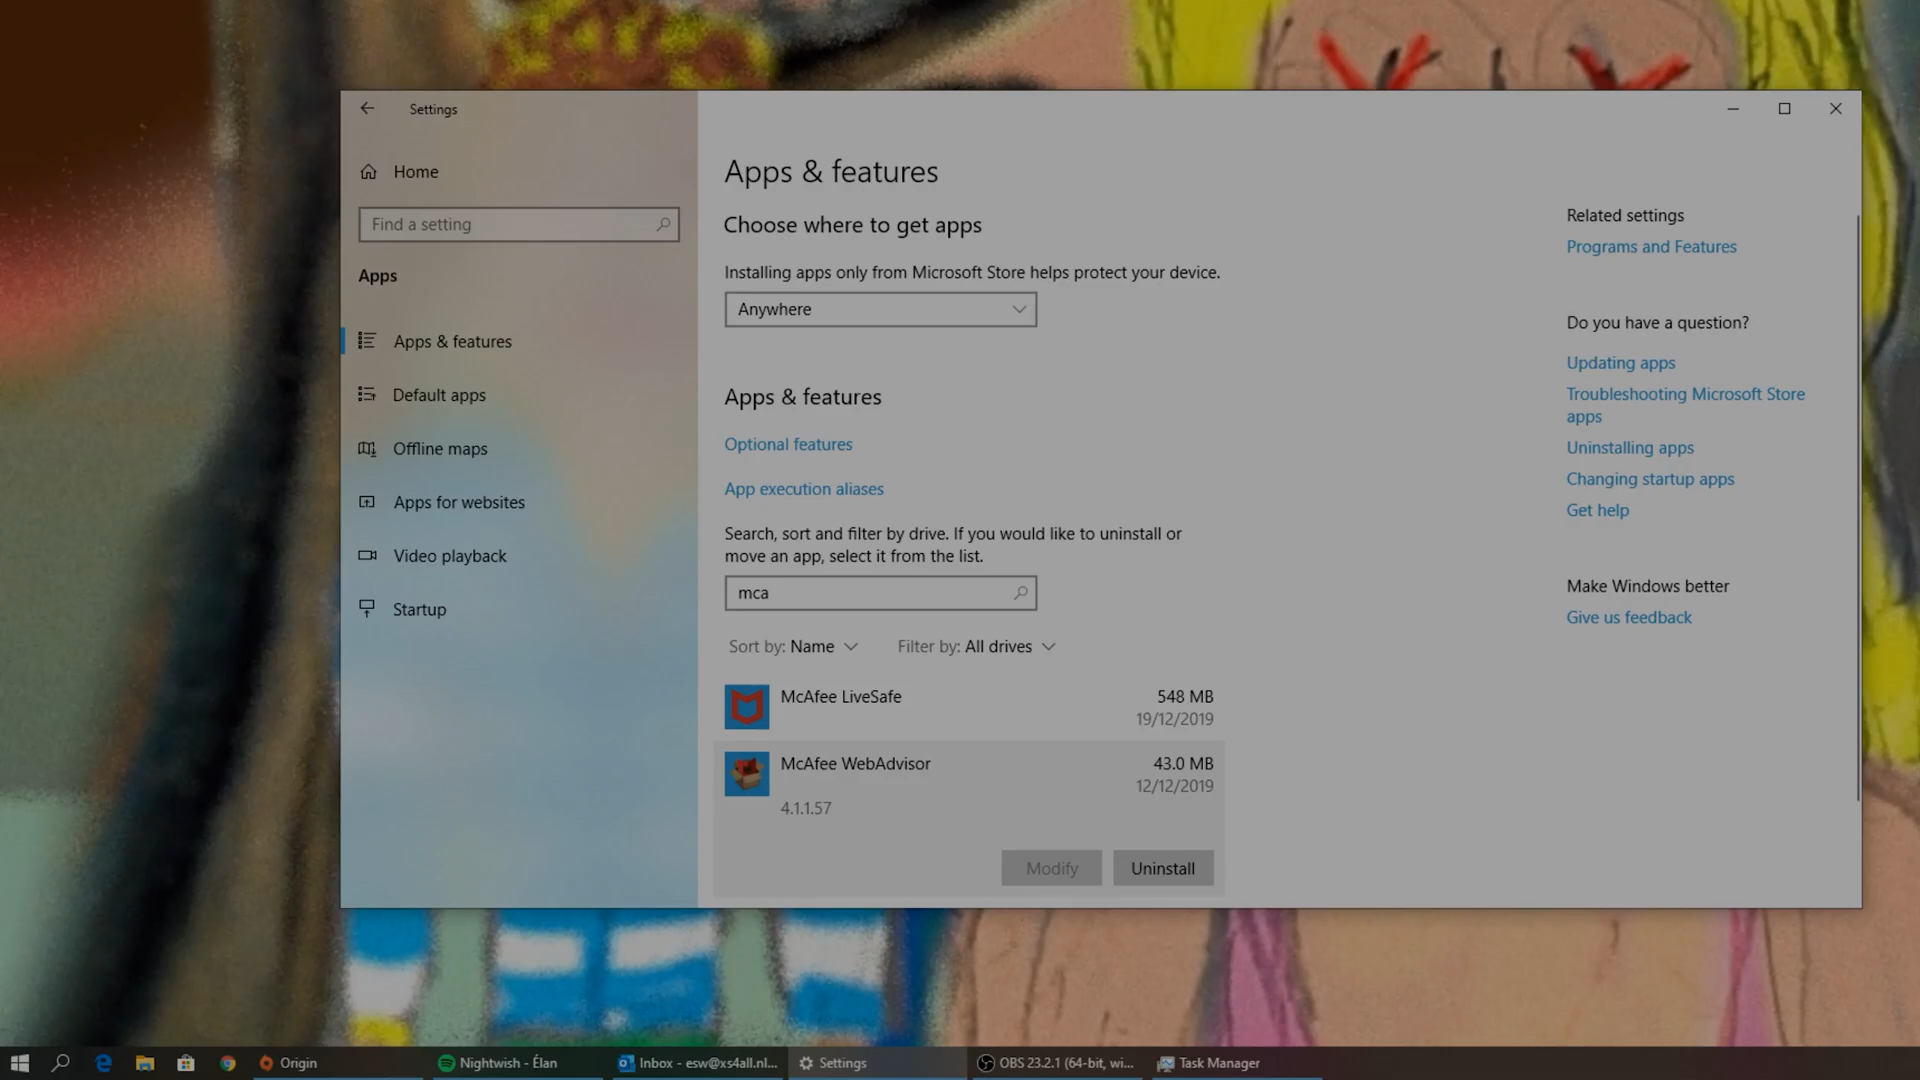 Settings
Home
Find a setting
Apps
Apps & features
Default apps
Offline maps
Apps for websites
Video playback
Startup
Apps & features
Choose where to get apps
Installing apps only from Microsoft Store helps protect your device.
Anywhere
Apps & features
Optional features
App execution aliases
Search, sort and filter by drive. If you would like to uninstall or
move an app, select it from the list.
mca
Sort by: Name
Filter by: All drives
McAfee LiveSafe
548 MB
19/12/2019
McAfee WebAdvisor
43.0 MB
12/12/2019
4.1.1.57
Modify
Uninstall
Related settings
Programs and Features
Do you have a question?
Updating apps
Troubleshooting Microsoft Store
apps
Uninstalling apps
Changing startup apps
Get help
Make Windows better
Give us feedback
Origin
Nightwish - Élan
Inbox - esw@xs4all.nl...
Settings
OBS 23.2.1 (64-bit, wi...
Task Manager